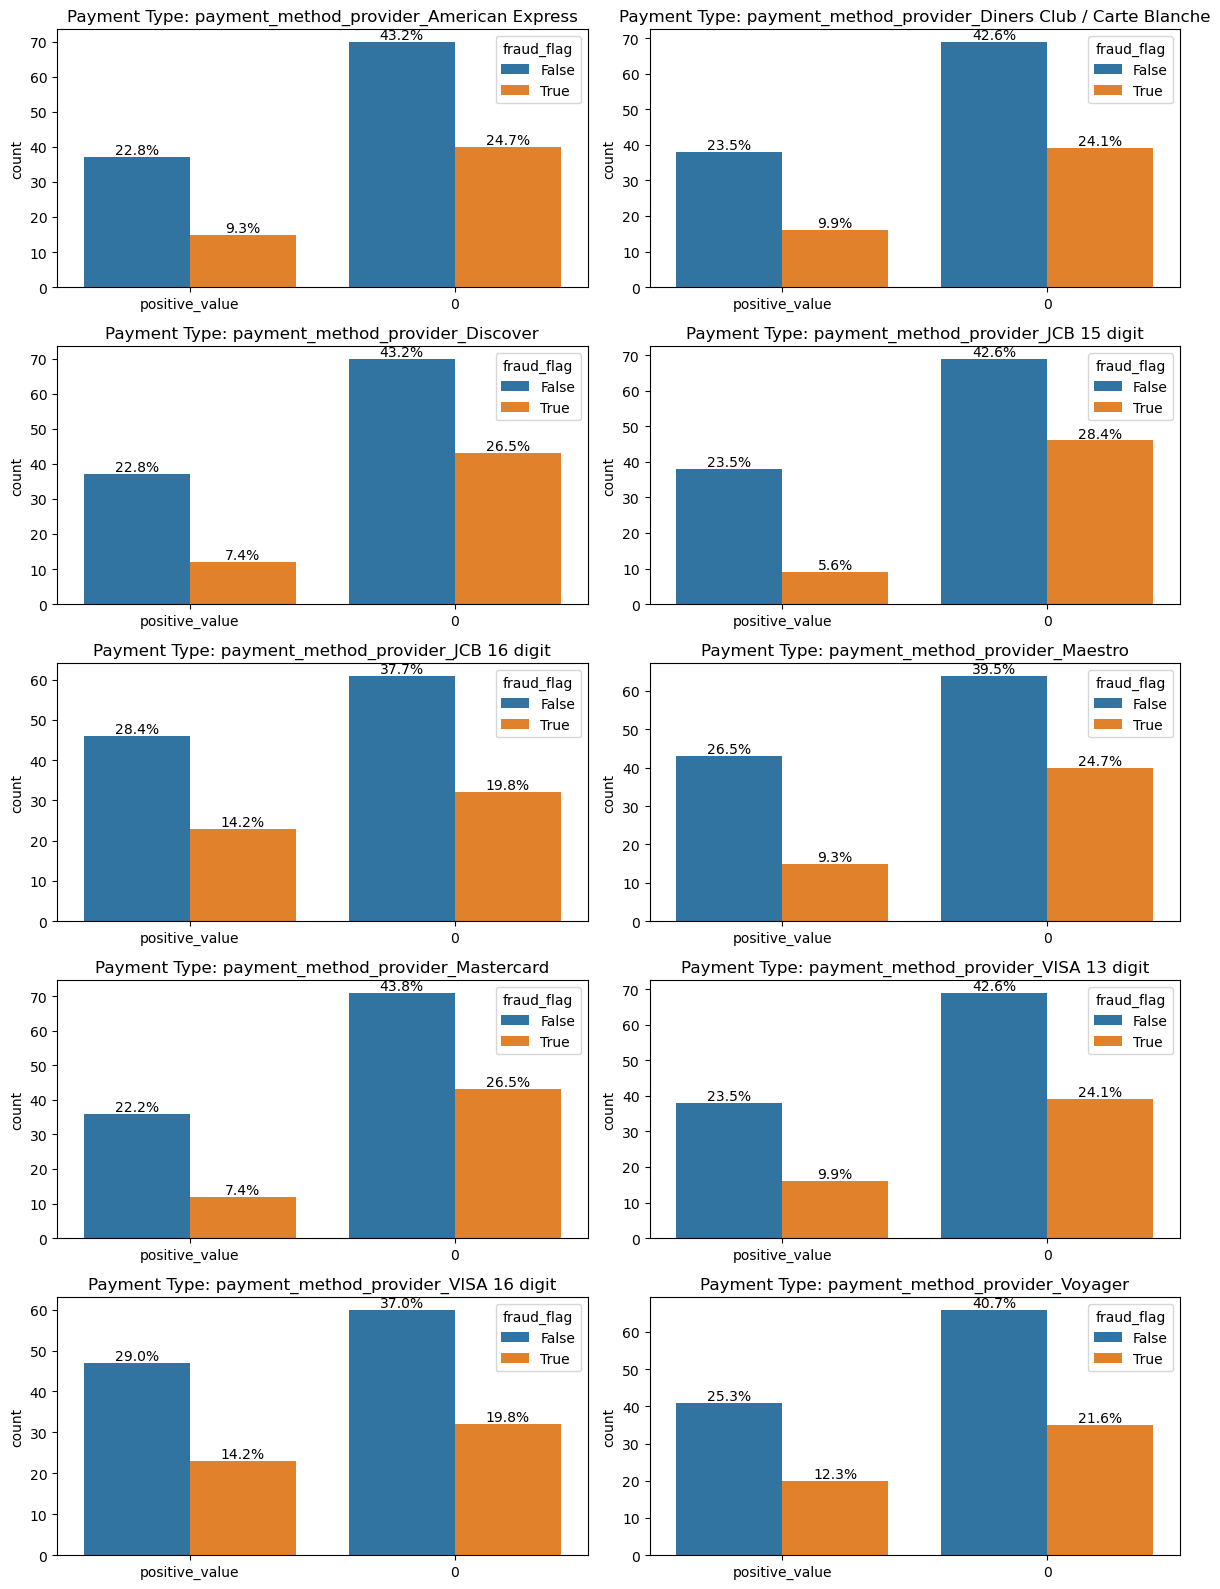 Payment Type: payment_method_provider_American Express
43.2%
70
fraud_flag
False
True
60
50
40
30
20
10
0
count
22.8%
9.3%
24.7%
positive_value
0
Payment Type: payment_method_provider_Diners Club / Carte Blanche
42.6%
70
fraud_flag
False
True
60
50
40
30
20
10
0
count
23.5%
9.9%
24.1%
positive_value
0
Payment Type: payment_method_provider_Discover
43.2%
70
fraud_flag
False
True
60
50
40
30
20
10
0
count
22.8%
7.4%
26.5%
positive_value
0
Payment Type: payment_method_provider_JCB 15 digit
42.6%
70
fraud_flag
False
True
60
50
40
30
20
10
0
count
23.5%
5.6%
28.4%
positive_value
0
Payment Type: payment_method_provider_JCB 16 digit
37.7%
60
fraud_flag
False
True
50
40
30
20
10
0
count
28.4%
14.2%
19.8%
positive_value
0
Payment Type: payment_method_provider_Maestro
39.5%
60
fraud_flag
False
True
50
40
30
20
10
0
count
26.5%
9.3%
24.7%
positive_value
0
Payment Type: payment_method_provider_Mastercard
43.8%
70
fraud_flag
False
True
60
50
40
30
20
10
0
count
22.2%
7.4%
26.5%
positive_value
0
Payment Type: payment_method_provider_VISA 13 digit
42.6%
70
fraud_flag
False
True
60
50
40
30
20
10
0
count
23.5%
9.9%
24.1%
positive_value
0
Payment Type: payment_method_provider_VISA 16 digit
37.0%
60
fraud_flag
False
True
50
40
30
20
10
0
count
29.0%
14.2%
19.8%
positive_value
0
Payment Type: payment_method_provider_Voyager
40.7%
60
fraud_flag
False
True
50
40
30
20
10
0
count
25.3%
12.3%
21.6%
positive_value
0